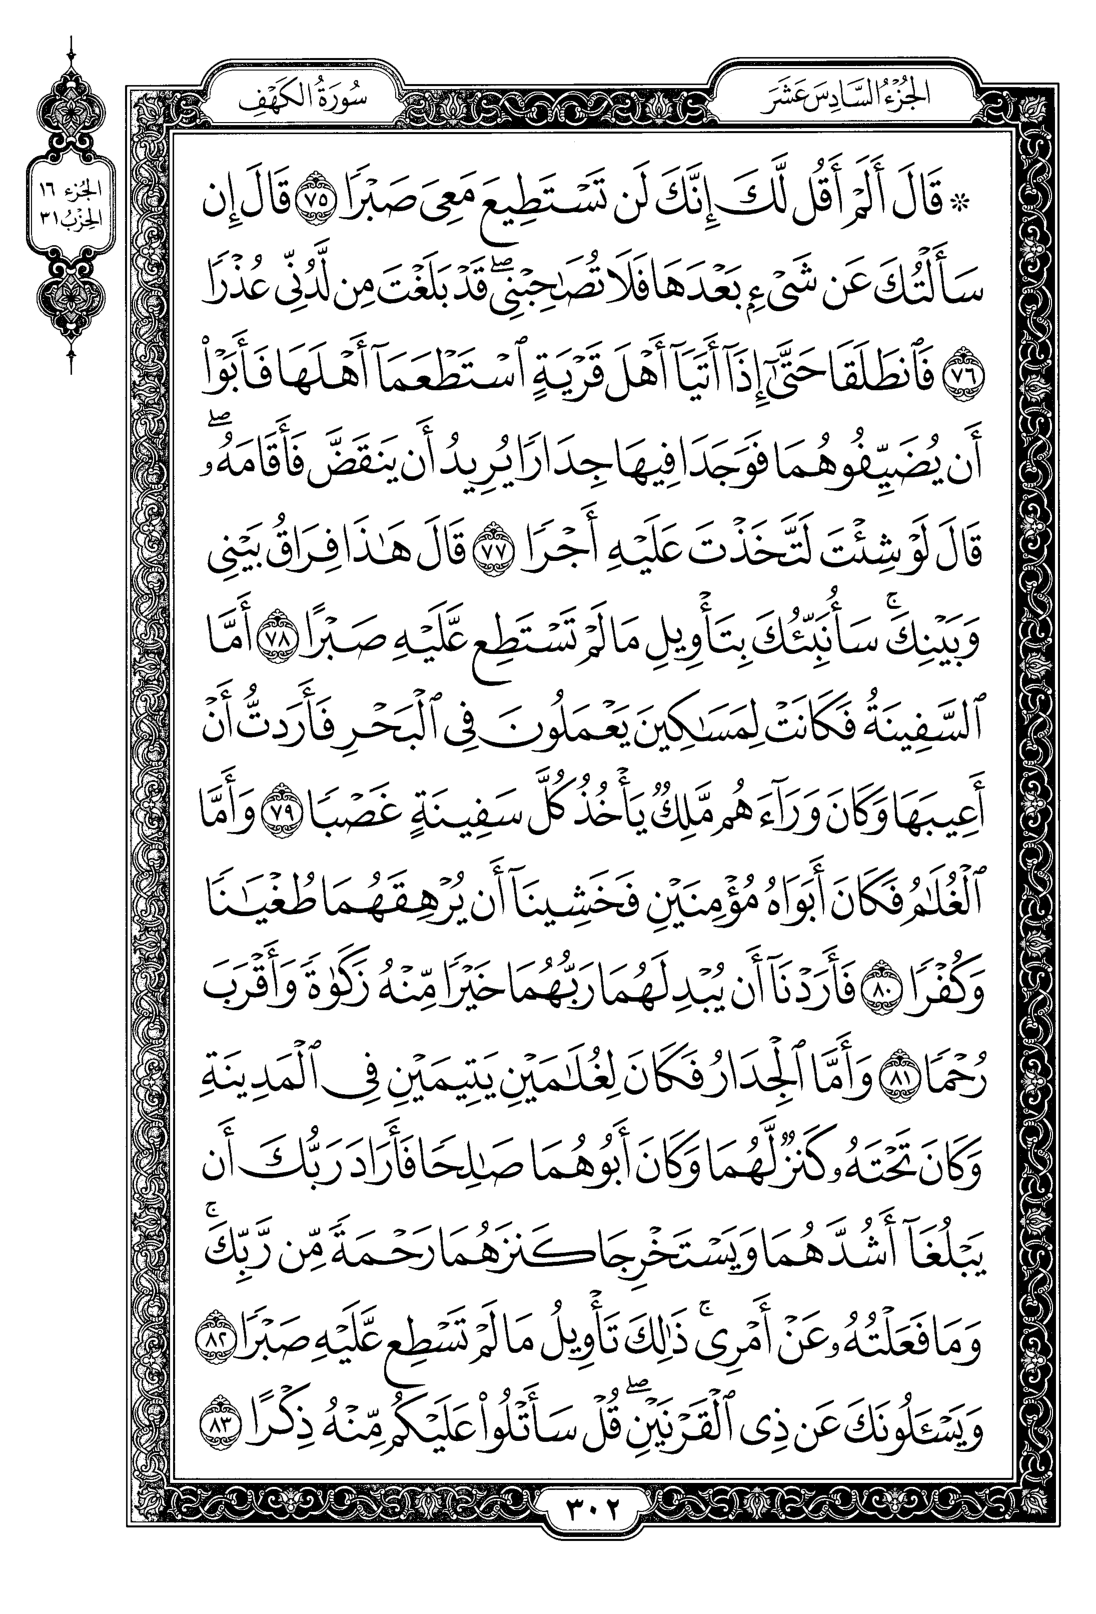 الجُزْءُ السَّادِسَ عَشَرَ
سُورَةُ الكَهْفِ
الجُزء ١٦
الحِزْبُ ٣١
۞ قَالَ أَلَمْ أَقُل لَّكَ إِنَّكَ لَن تَسْتَطِيعَ مَعِىَ صَبْرًا ٧٥ قَالَ إِن
سَأَلْتُكَ عَن شَىْءٍۭ بَعْدَهَا فَلَا تُصَـٰحِبْنِى ۖ قَدْ بَلَغْتَ مِن لَّدُنِّى عُذْرًا
٧٦ فَٱنطَلَقَا حَتَّىٰٓ إِذَآ أَتَيَآ أَهْلَ قَرْيَةٍ ٱسْتَطْعَمَآ أَهْلَهَا فَأَبَوْا۟
أَن يُضَيِّفُوهُمَا فَوَجَدَا فِيهَا جِدَارًا يُرِيدُ أَن يَنقَضَّ فَأَقَامَهُۥ ۖ
قَالَ لَوْ شِئْتَ لَتَّخَذْتَ عَلَيْهِ أَجْرًا ٧٧ قَالَ هَـٰذَا فِرَاقُ بَيْنِى
وَبَيْنِكَ ۚ سَأُنَبِّئُكَ بِتَأْوِيلِ مَا لَمْ تَسْتَطِع عَّلَيْهِ صَبْرًا ٧٨ أَمَّا
ٱلسَّفِينَةُ فَكَانَتْ لِمَسَـٰكِينَ يَعْمَلُونَ فِى ٱلْبَحْرِ فَأَرَدتُّ أَنْ
أَعِيبَهَا وَكَانَ وَرَآءَهُم مَّلِكٌ يَأْخُذُ كُلَّ سَفِينَةٍ غَصْبًا ٧٩ وَأَمَّا
ٱلْغُلَـٰمُ فَكَانَ أَبَوَاهُ مُؤْمِنَيْنِ فَخَشِينَآ أَن يُرْهِقَهُمَا طُغْيَـٰنًا
وَكُفْرًا ٨٠ فَأَرَدْنَآ أَن يُبْدِلَهُمَا رَبُّهُمَا خَيْرًا مِّنْهُ زَكَوٰةً وَأَقْرَبَ
رُحْمًا ٨١ وَأَمَّا ٱلْجِدَارُ فَكَانَ لِغُلَـٰمَيْنِ يَتِيمَيْنِ فِى ٱلْمَدِينَةِ
وَكَانَ تَحْتَهُۥ كَنزٌ لَّهُمَا وَكَانَ أَبُوهُمَا صَـٰلِحًا فَأَرَادَ رَبُّكَ أَن
يَبْلُغَآ أَشُدَّهُمَا وَيَسْتَخْرِجَا كَنزَهُمَا رَحْمَةً مِّن رَّبِّكَ ۚ
وَمَا فَعَلْتُهُۥ عَنْ أَمْرِى ۚ ذَٰلِكَ تَأْوِيلُ مَا لَمْ تَسْطِع عَّلَيْهِ صَبْرًا ٨٢
وَيَسْـَٔلُونَكَ عَن ذِى ٱلْقَرْنَيْنِ ۖ قُلْ سَأَتْلُوا۟ عَلَيْكُم مِّنْهُ ذِكْرًا ٨٣
٣٠٢